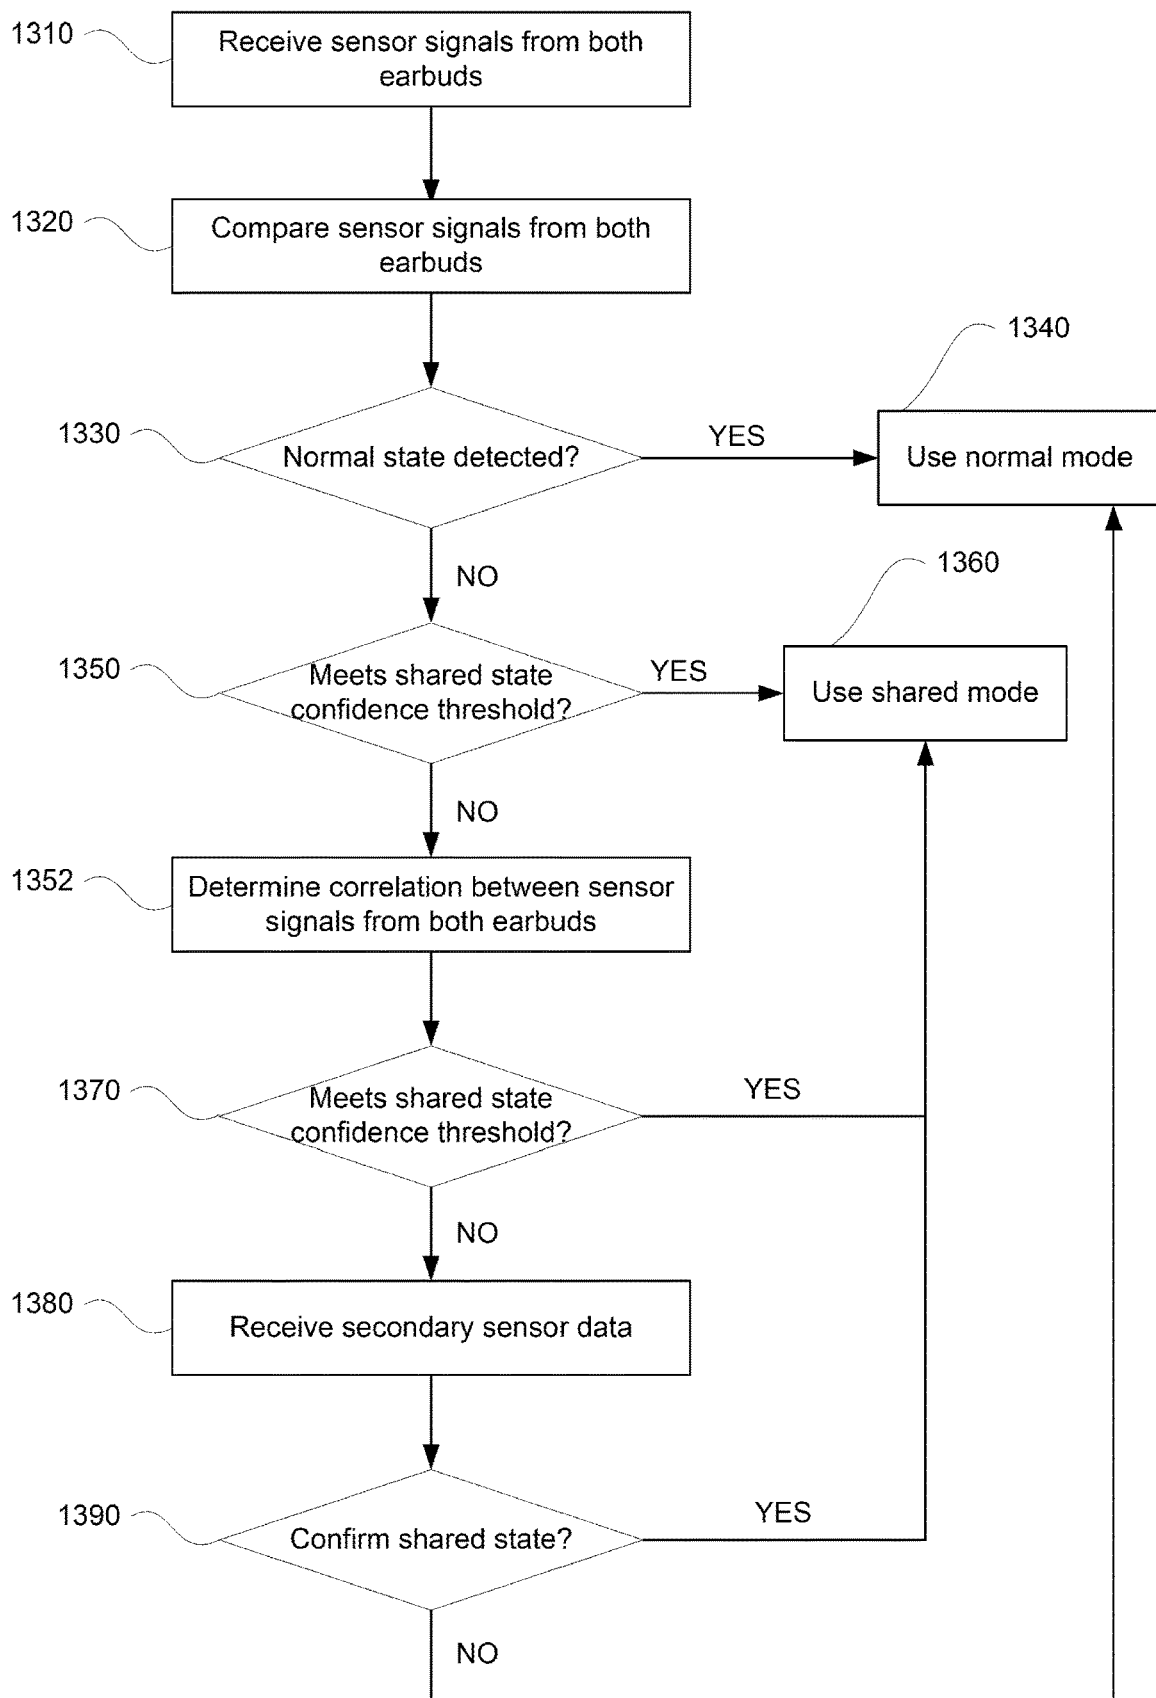 1310
Receive sensor signals from both
earbuds
1320
Compare sensor signals from both
earbuds
1340
1330
Normal state detected?
YES
Use normal mode
NO
1360
1350
Meets shared state
confidence threshold?
YES
Use shared mode
NO
1352
Determine correlation between sensor
signals from both earbuds
1370
Meets shared state
confidence threshold?
YES
NO
1380
Receive secondary sensor data
1390
Confirm shared state?
YES
NO